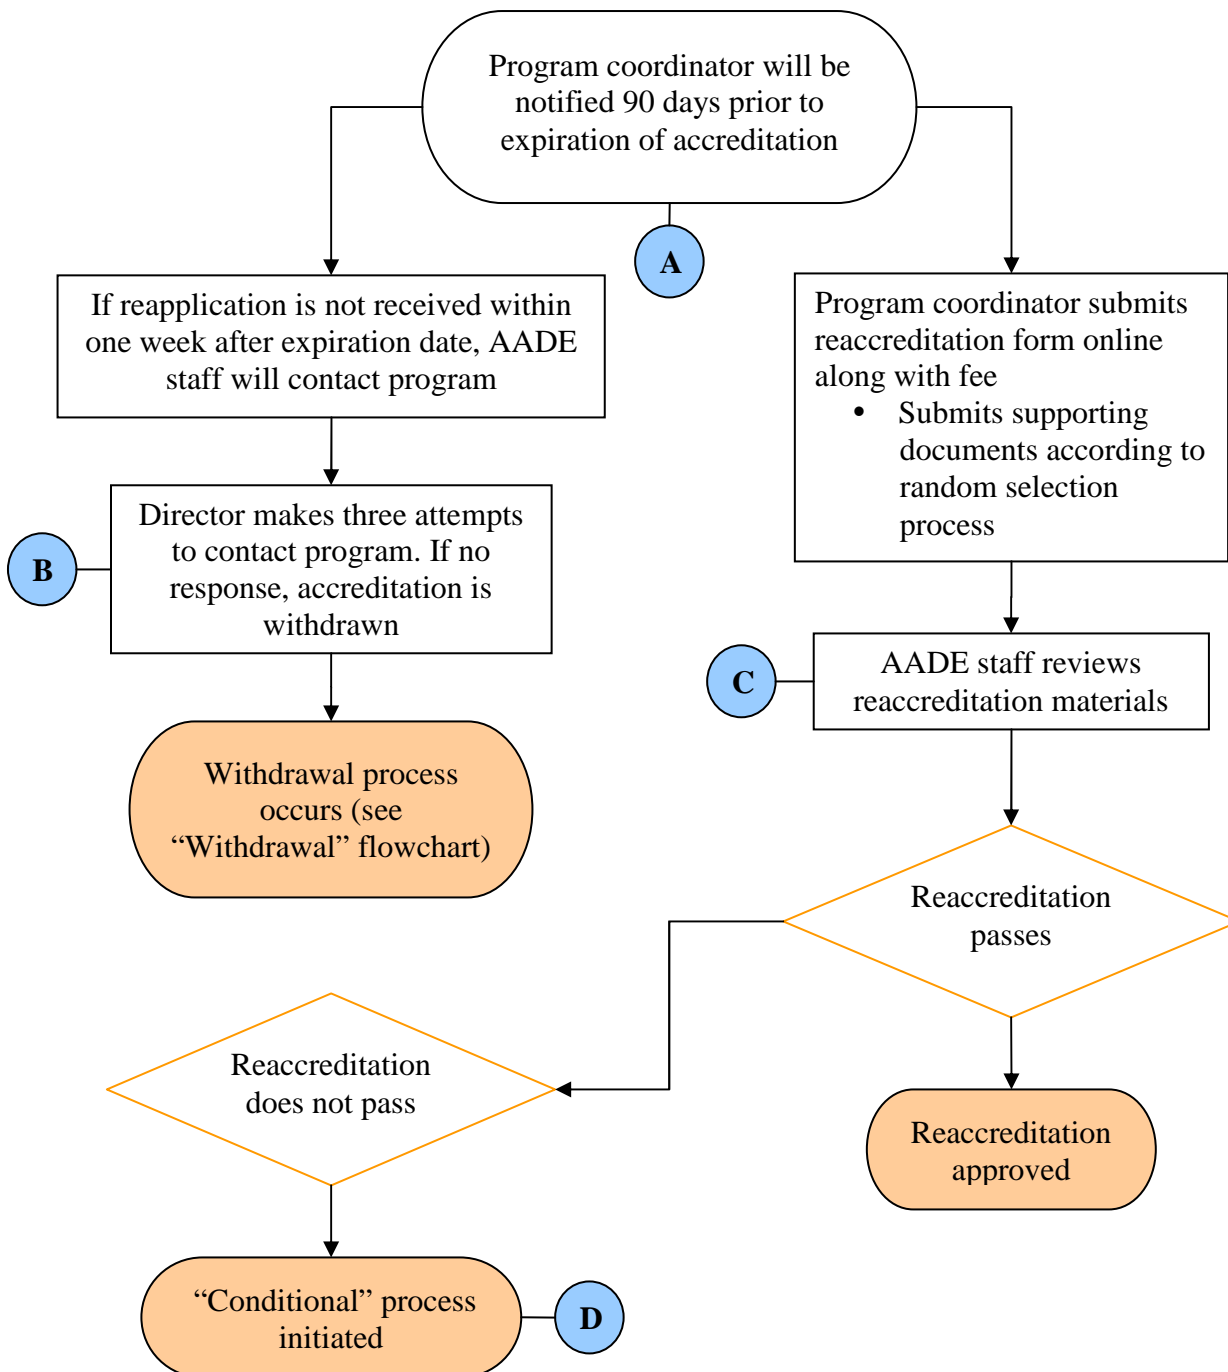 Program coordinator will be
notified 90 days prior to
expiration of accreditation
A
If reapplication is not received within
one week after expiration date, AADE
staff will contact program
Program coordinator submits
reaccreditation form online
along with fee
• Submits supporting
documents according to
random selection
process
Director makes three attempts
to contact program. If no
response, accreditation is
withdrawn
B
AADE staff reviews
reaccreditation materials
C
Withdrawal process
occurs (see
“Withdrawal” flowchart)
Reaccreditation
passes
Reaccreditation
does not pass
Reaccreditation
approved
“Conditional” process
initiated
D